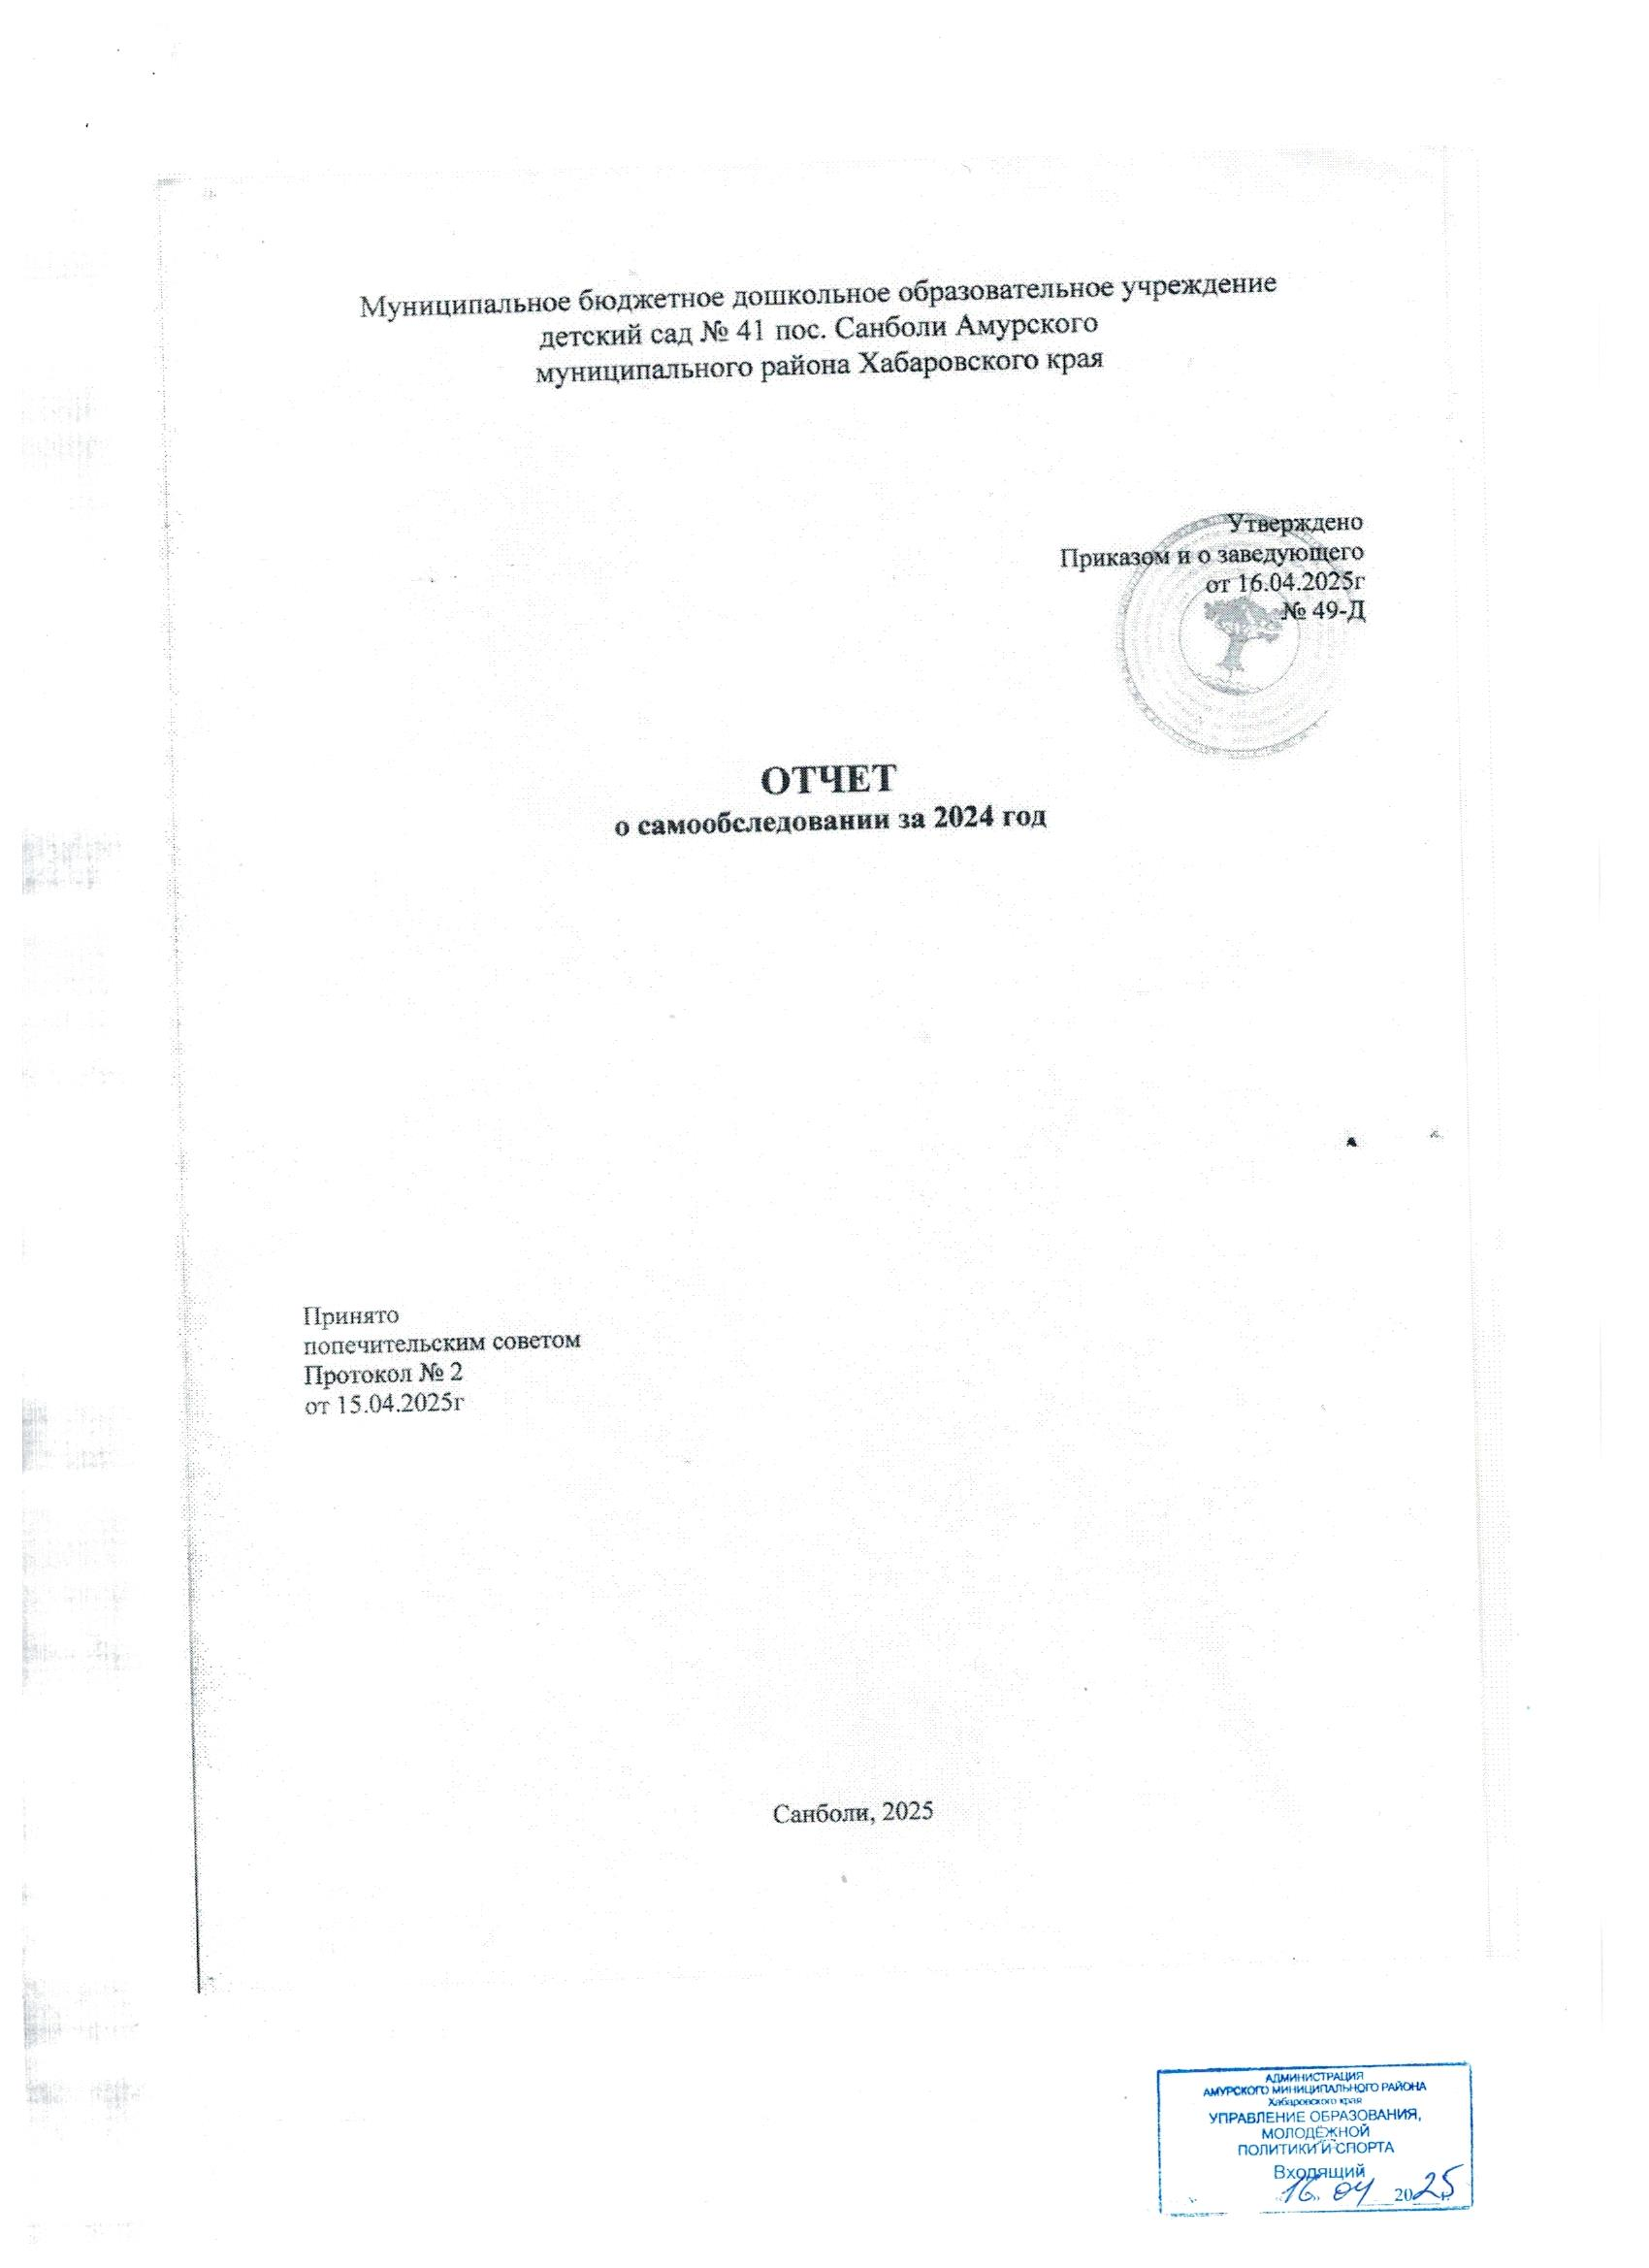 Муниципальное бюджетное дошкольное образовательное учреждение
детский сад № 41 пос. Санболи Амурского
муниципального района Хабаровского края
Утверждено
Приказом и о заведующего
от 16.04.2025г
№ 49-Д
ОТЧЕТ
о самообследовании за 2024 год
Принято
попечительским советом
Протокол № 2
от 15.04.2025г
Санболи, 2025
АДМИНИСТРАЦИЯ
АМУРСКОГО МУНИЦИПАЛЬНОГО РАЙОНА
Хабаровского края
УПРАВЛЕНИЕ ОБРАЗОВАНИЯ,
МОЛОДЁЖНОЙ
ПОЛИТИКИ И СПОРТА
Входящий
«16» 04 2025 г.